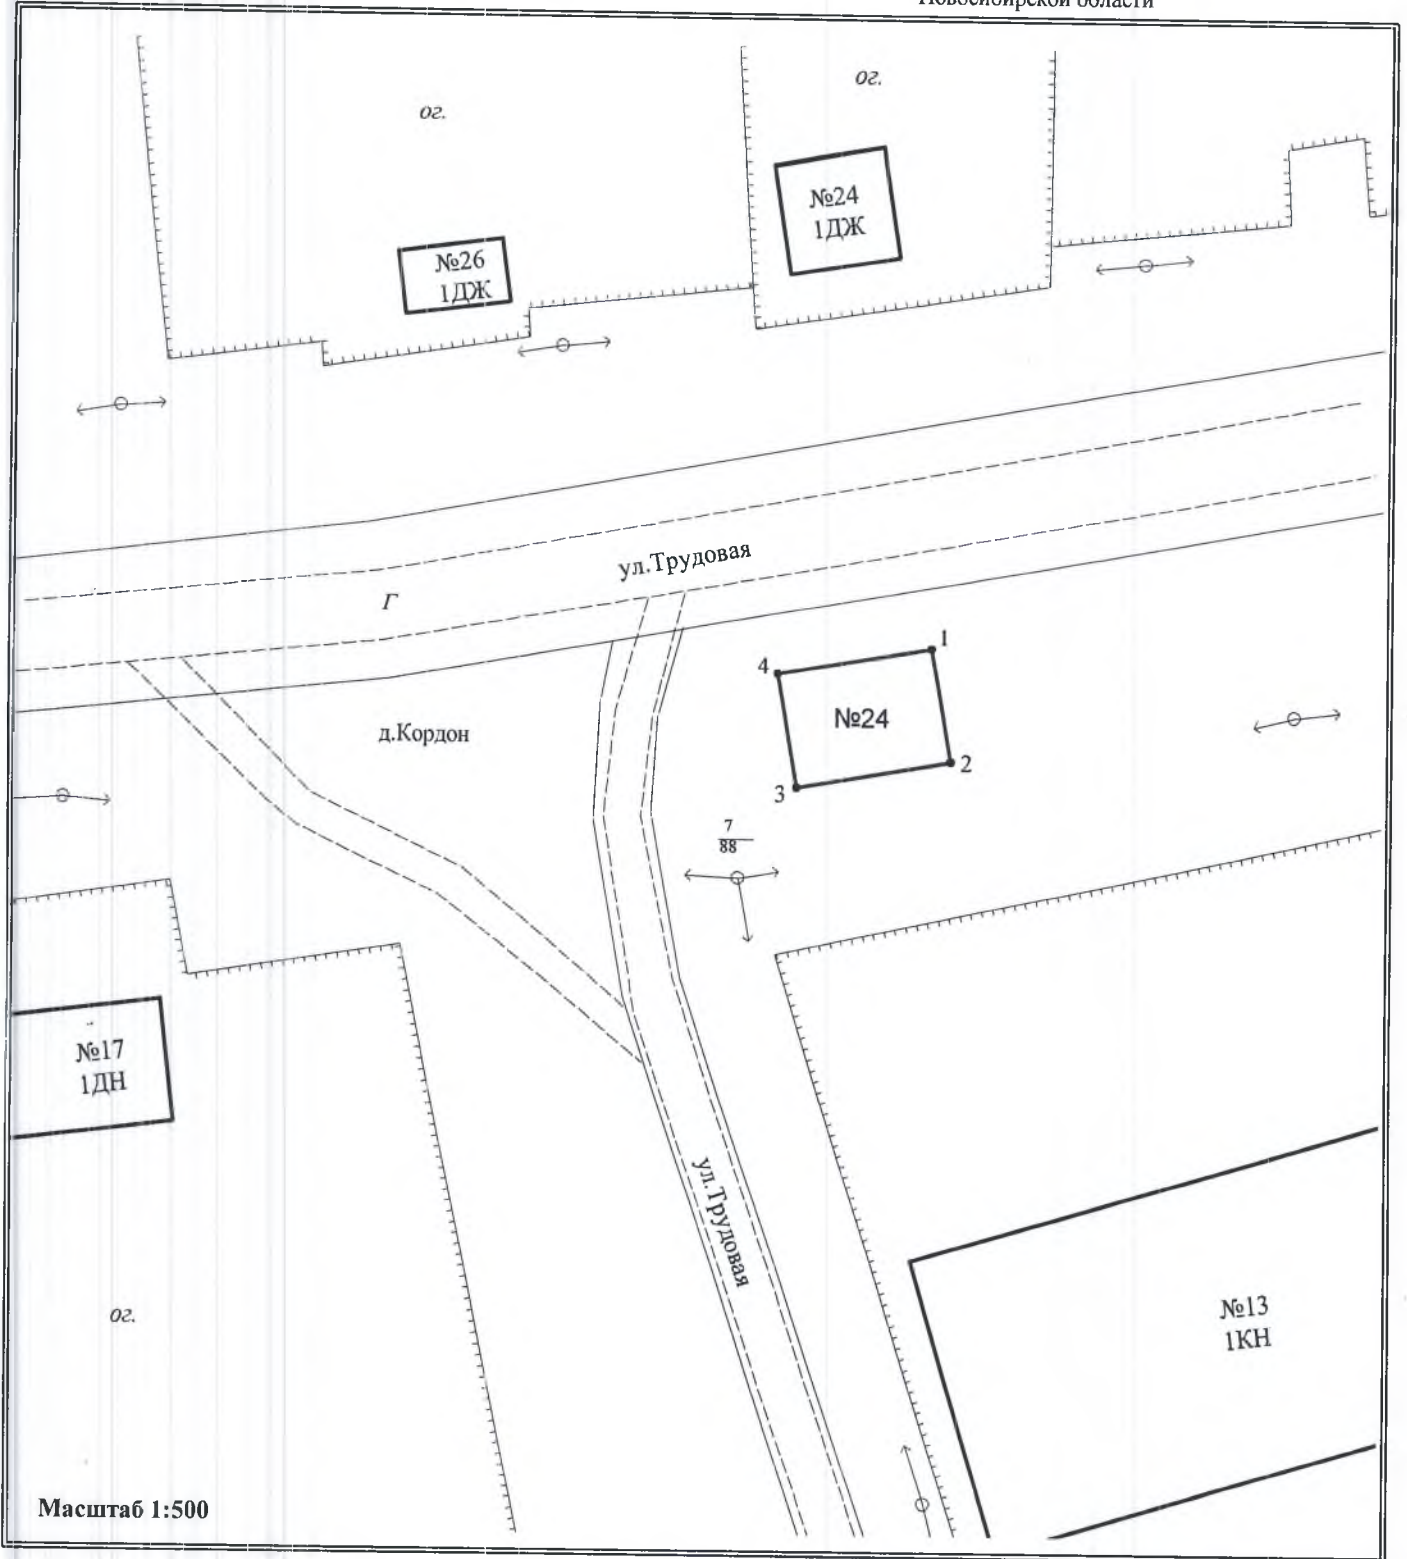 Новосибирской области
ог.
ог.
№24
1ДЖ
№26
1ДЖ
ул.Трудовая
Г
1
4
№24
д.Кордон
2
3
7
88
№17
1ДН
ул.Трудовая
ог.
№13
1КН
Масштаб 1:500